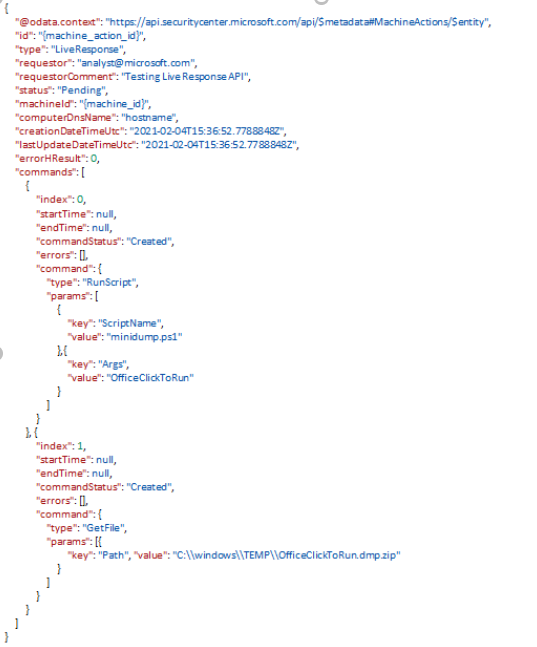 {
"@odata.context": "https://api.securitycenter.microsoft.com/api/$metadata#MachineActions/$entity",
"id": "{machine_action_id}",
"type": "LiveResponse",
"requestor": "analyst@microsoft.com",
"requestorComment": "Testing Live Response API",
"status": "Pending",
"machineId": "{machine_id}",
"computerDnsName": "hostname",
"creationDateTimeUtc": "2021-02-04T15:36:52.7788848Z",
"lastUpdateDateTimeUtc": "2021-02-04T15:36:52.7788848Z",
"errorHResult": 0,
"commands": [
{
"index": 0,
"startTime": null,
"endTime": null,
"commandStatus": "Created",
"errors": [],
"command": {
"type": "RunScript",
"params": [
{
"key": "ScriptName",
"value": "minidump.ps1"
},{
"key": "Args",
"value": "OfficeClickToRun"
}
]
}
}, {
"index": 1,
"startTime": null,
"endTime": null,
"commandStatus": "Created",
"errors": [],
"command": {
"type": "GetFile",
"params": [{
"key": "Path", "value": "C:\\windows\\TEMP\\OfficeClickToRun.dmp.zip"
}
]
}
}
]
}